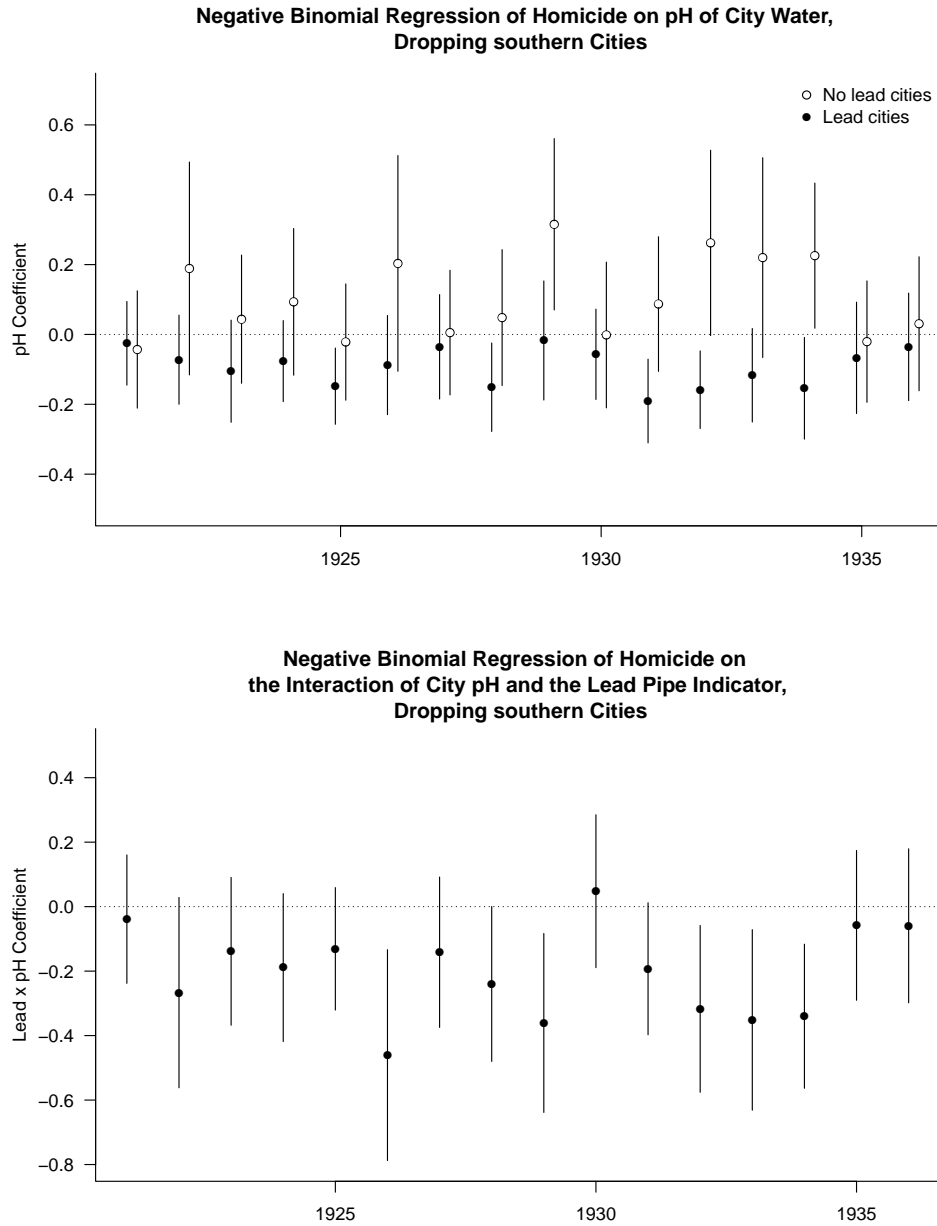 Negative Binomial Regression of Homicide on pH of City Water,
Dropping southern Cities
No lead cities
Lead cities
pH Coefficient
0.6
0.4
0.2
0.0
−0.2
−0.4
1925
1930
1935
Negative Binomial Regression of Homicide on
the Interaction of City pH and the Lead Pipe Indicator,
Dropping southern Cities
Lead x pH Coefficient
0.4
0.2
0.0
−0.2
−0.4
−0.6
−0.8
1925
1930
1935